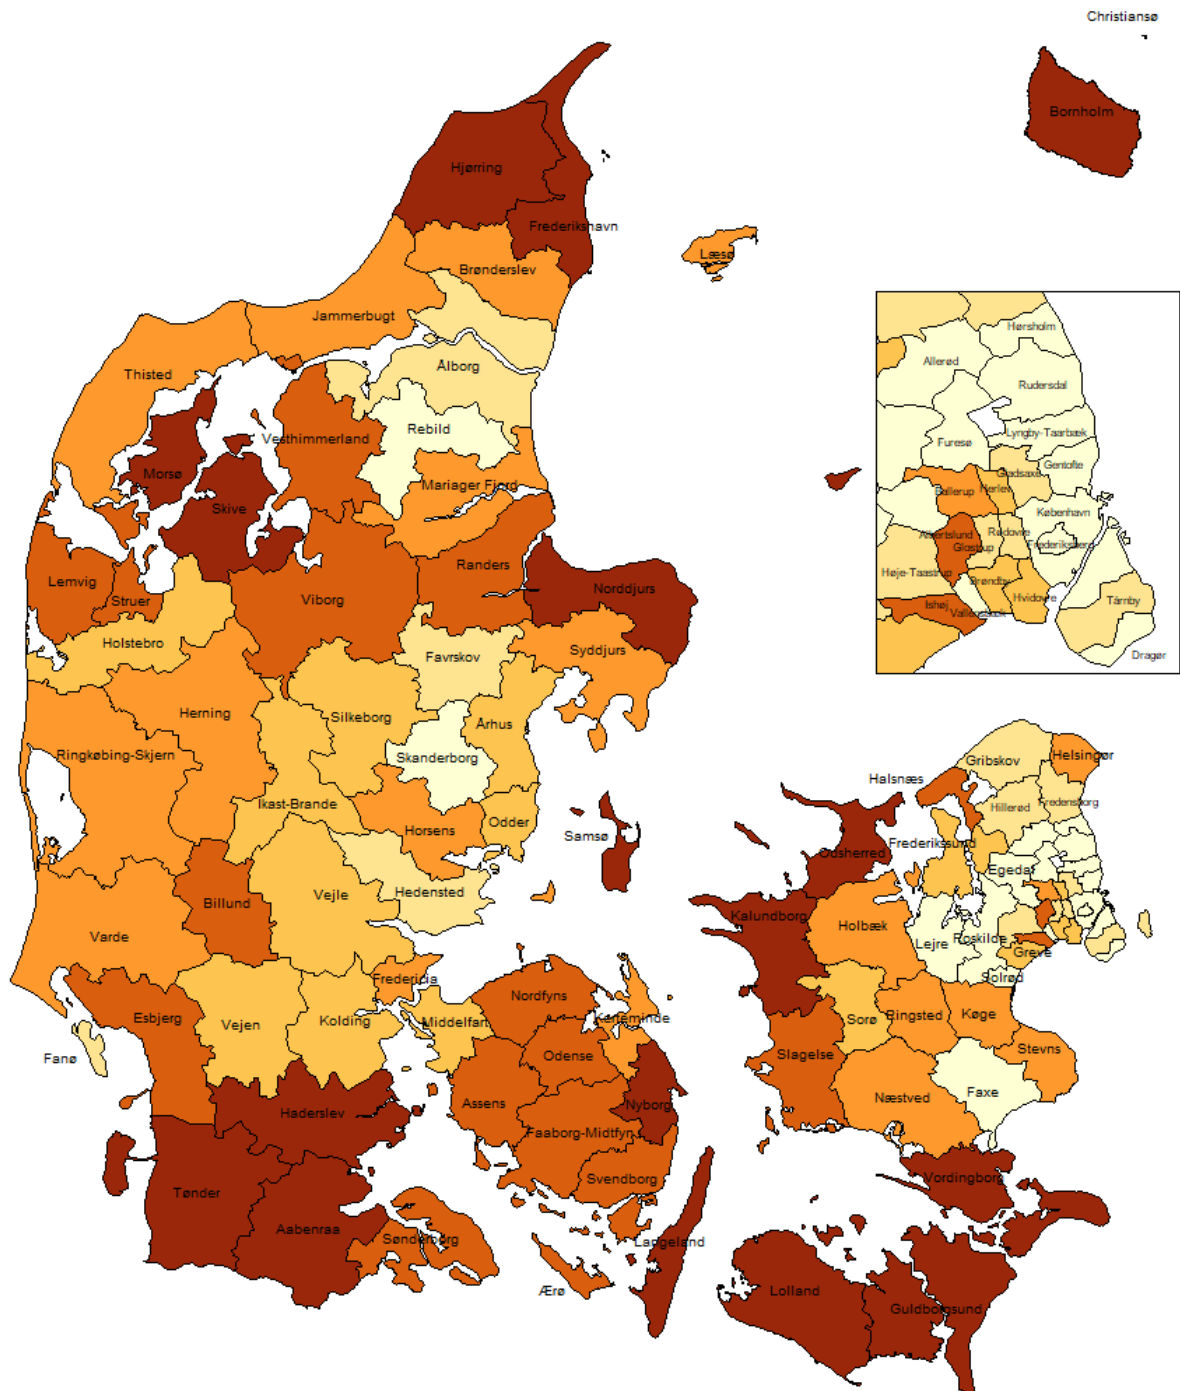 Christiansø
Bornholm
Hjørring
Frederikshavn
Læsø
Brønderslev
Jammerbugt
Thisted
Ålborg
Rebild
Vesthimmerland
Morsø
Mariager Fjord
Skive
Randers
Norddjurs
Lemvig
Struer
Viborg
Holstebro
Favrskov
Syddjurs
Herning
Silkeborg
Århus
Ringkøbing-Skjern
Skanderborg
Ikast-Brande
Horsens
Odder
Samsø
Billund
Vejle
Hedensted
Varde
Fredericia
Esbjerg
Vejen
Kolding
Middelfart
Nordfyns
Kerteminde
Fanø
Odense
Assens
Nyborg
Haderslev
Faaborg-Midtfyn
Svendborg
Tønder
Aabenraa
Sønderborg
Langeland
Ærø
Hørsholm
Allerød
Rudersdal
Furesø
Lyngby-Taarbæk
Gentofte
Gladsaxe
Ballerup
Herlev
København
Albertslund
Rødovre
Glostrup
Frederiksberg
Høje-Taastrup
Brøndby
Hvidovre
Ishøj
Vallensbæk
Tårnby
Dragør
Gribskov
Helsingør
Halsnæs
Hillerød
Fredensborg
Frederikssund
Odsherred
Egedal
Kalundborg
Holbæk
Lejre
Roskilde
Greve
Solrød
Sorø
Ringsted
Køge
Stevns
Slagelse
Næstved
Faxe
Vordingborg
Lolland
Guldborgsund